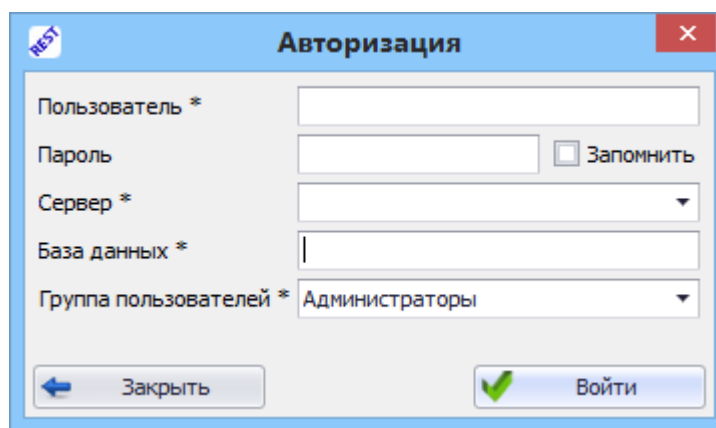 REST
Авторизация
Пользователь *
Пароль
Запомнить
Сервер *
База данных *
Группа пользователей * Администраторы
Закрыть
Войти